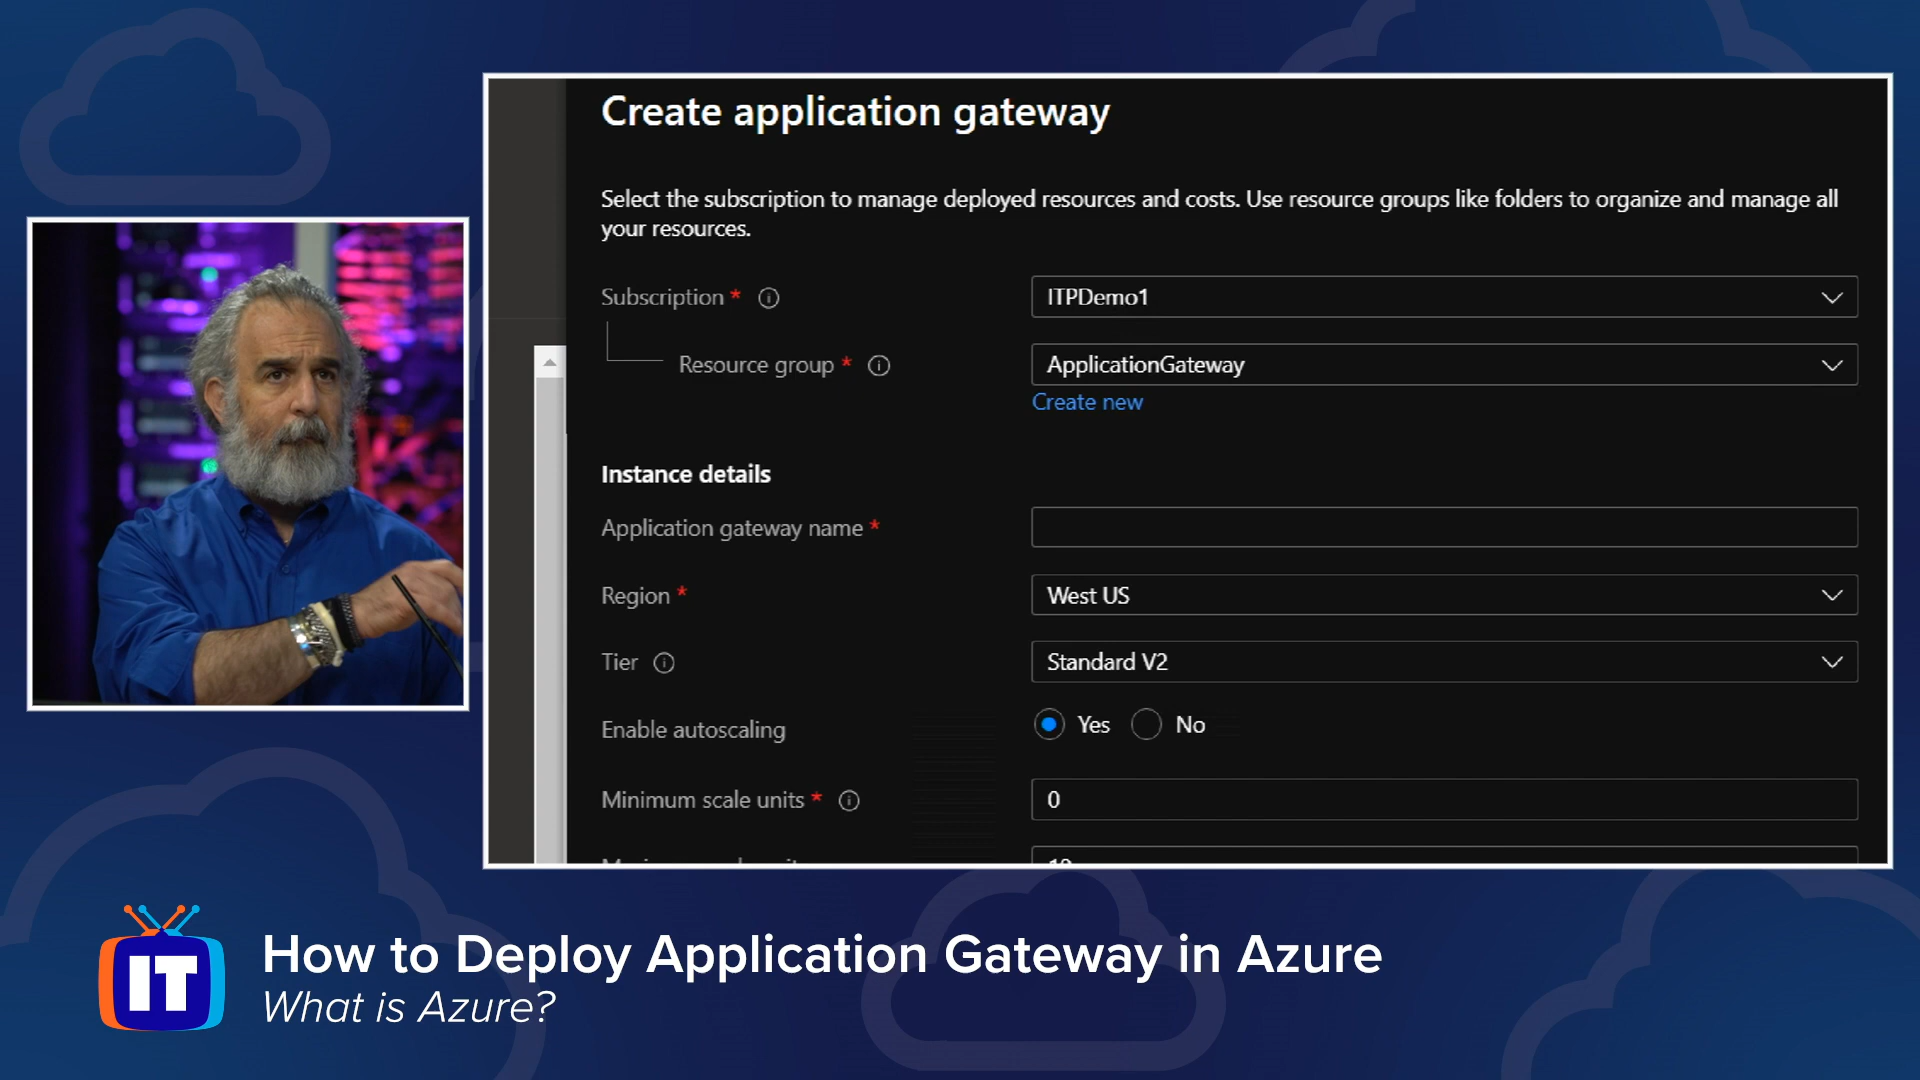 Create application gateway
Select the subscription to manage deployed resources and costs. Use resource groups like folders to organize and manage all
your resources.
Subscription *
ITPDemo1
Resource group *
ApplicationGateway
Create new
Instance details
Application gateway name *
Region *
West US
Tier
Standard V2
Enable autoscaling
Yes No
Minimum scale units *
0
IT
How to Deploy Application Gateway in Azure
What is Azure?